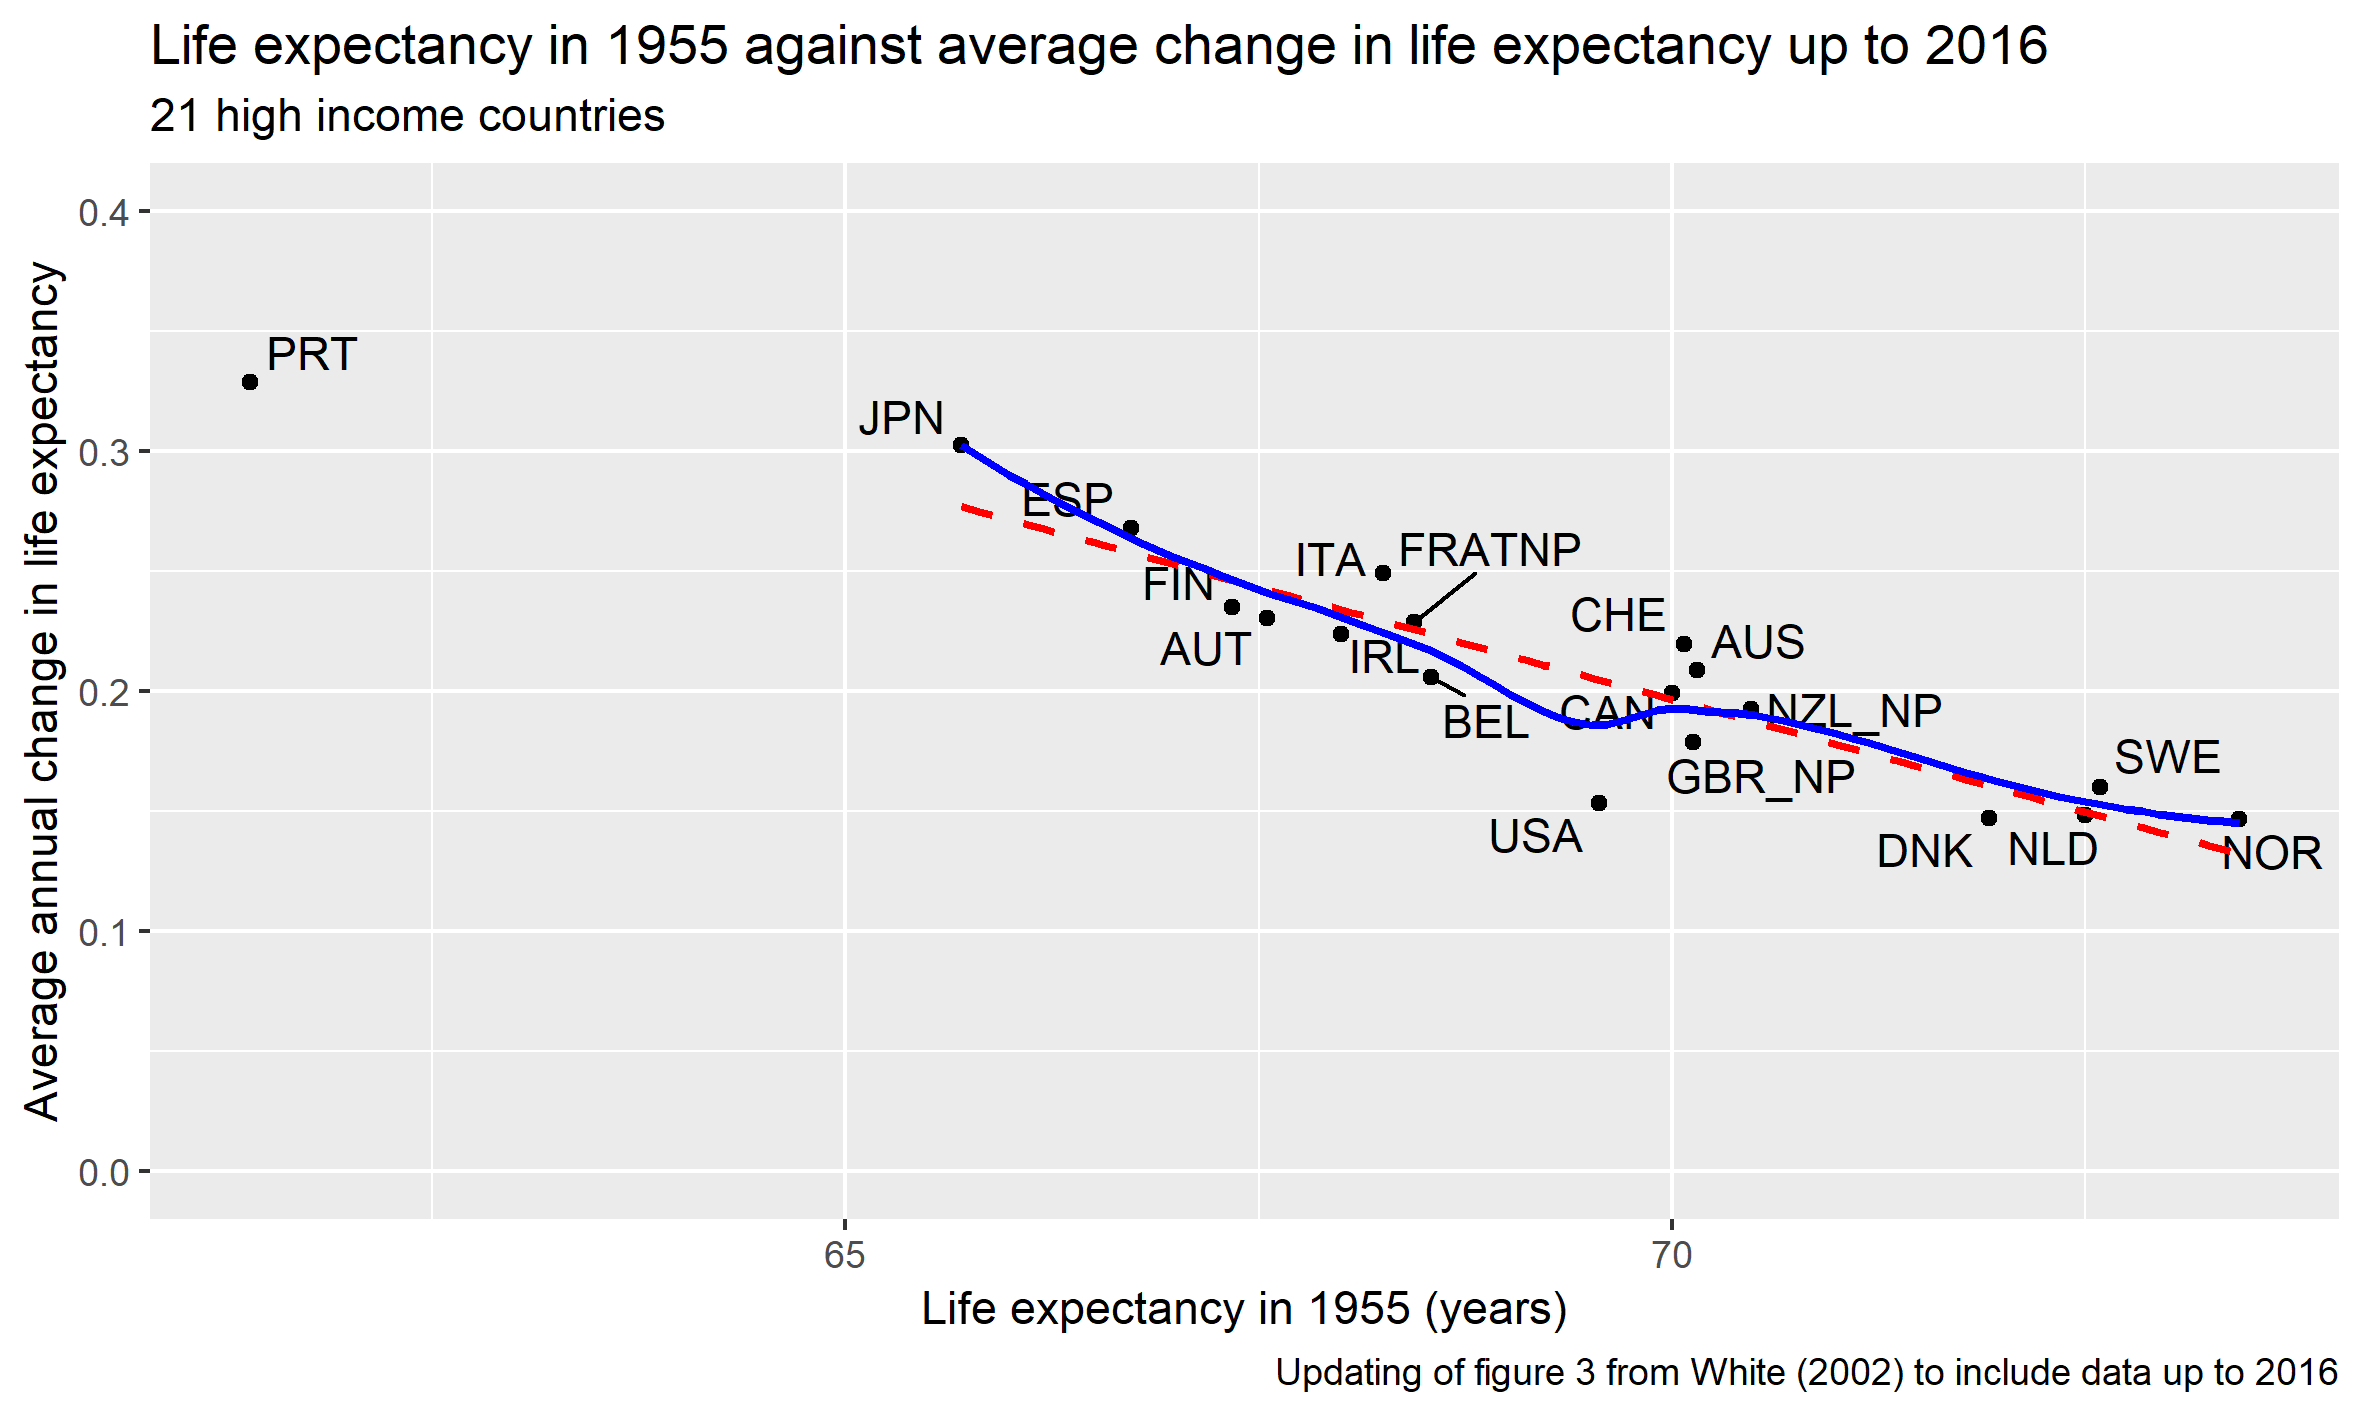 Life expectancy in 1955 against average change in life expectancy up to 2016
21 high income countries
Average annual change in life expectancy
0.4
0.3
0.2
0.1
0.0
PRT
JPN
ESP
FIN
AUT
ITA
FRATNP
IRL
BEL
CHE
AUS
CAN
NZL_NP
GBR_NP
USA
SWE
DNK
NLD
NOR
65
70
Life expectancy in 1955 (years)
Updating of figure 3 from White (2002) to include data up to 2016